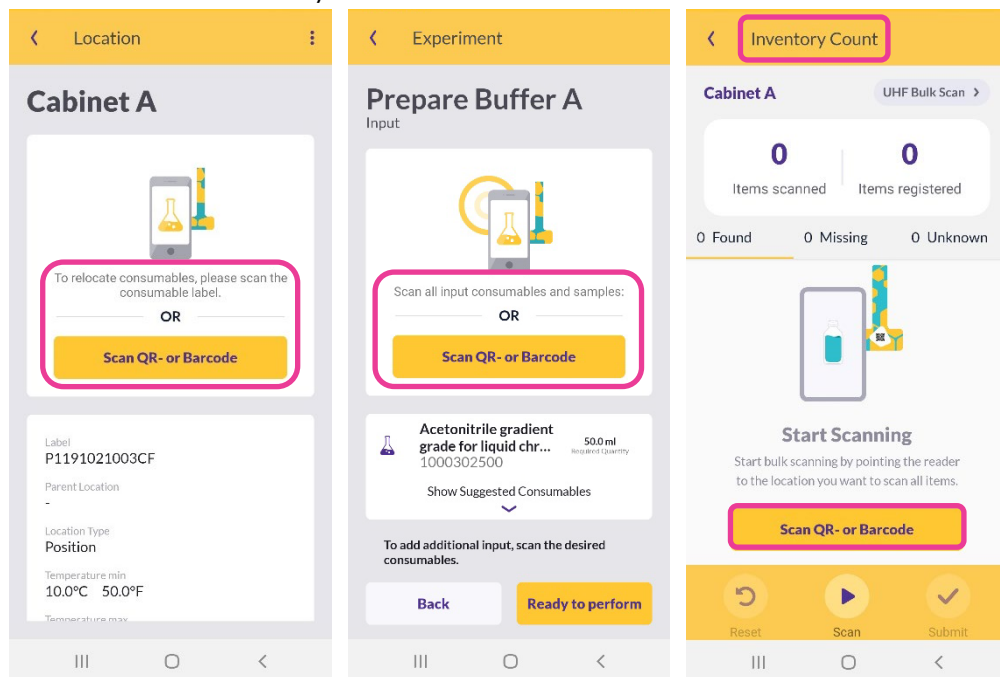 Location
Cabinet A
To relocate consumables, please scan the
consumable label.
OR
Scan QR- or Barcode
Label
P1191021003CF
Parent Location
-
Location Type
Position
Temperature min
10.0ºC 50.0ºF
Temperature max
Experiment
Prepare Buffer A
Input
Scan all input consumables and samples:
OR
Scan QR- or Barcode
Acetonitrile gradient
grade for liquid chr...
1000302500
50.0 ml
Required Quantity
Show Suggested Consumables
To add additional input, scan the desired
consumables.
Back
Ready to perform
Inventory Count
Cabinet A
UHF Bulk Scan >
0
Items scanned
0
Items registered
0 Found
0 Missing
0 Unknown
Start Scanning
Start bulk scanning by pointing the reader
to the location you want to scan all items.
Scan QR- or Barcode
Reset
Scan
Submit